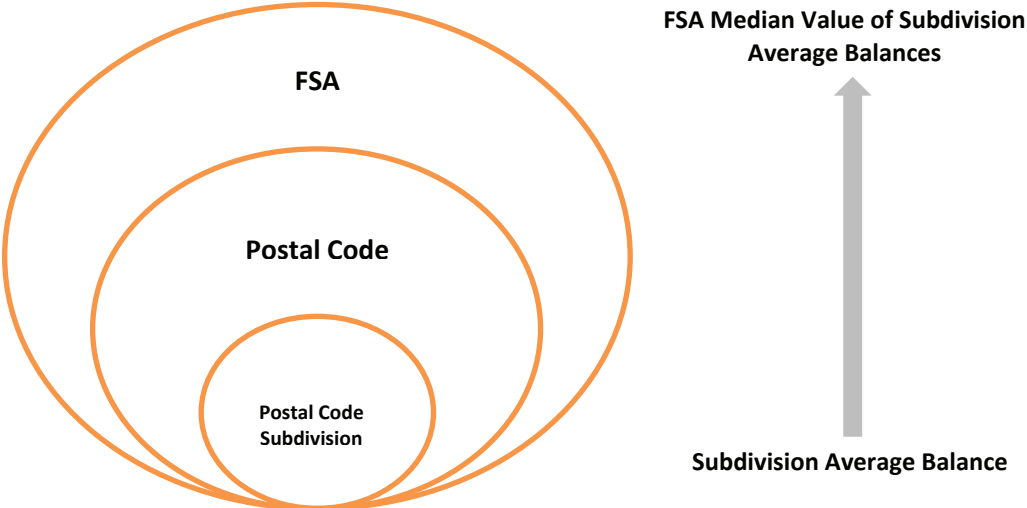 FSA
Postal Code
Postal Code
Subdivision
FSA Median Value of Subdivision
Average Balances
Subdivision Average Balance